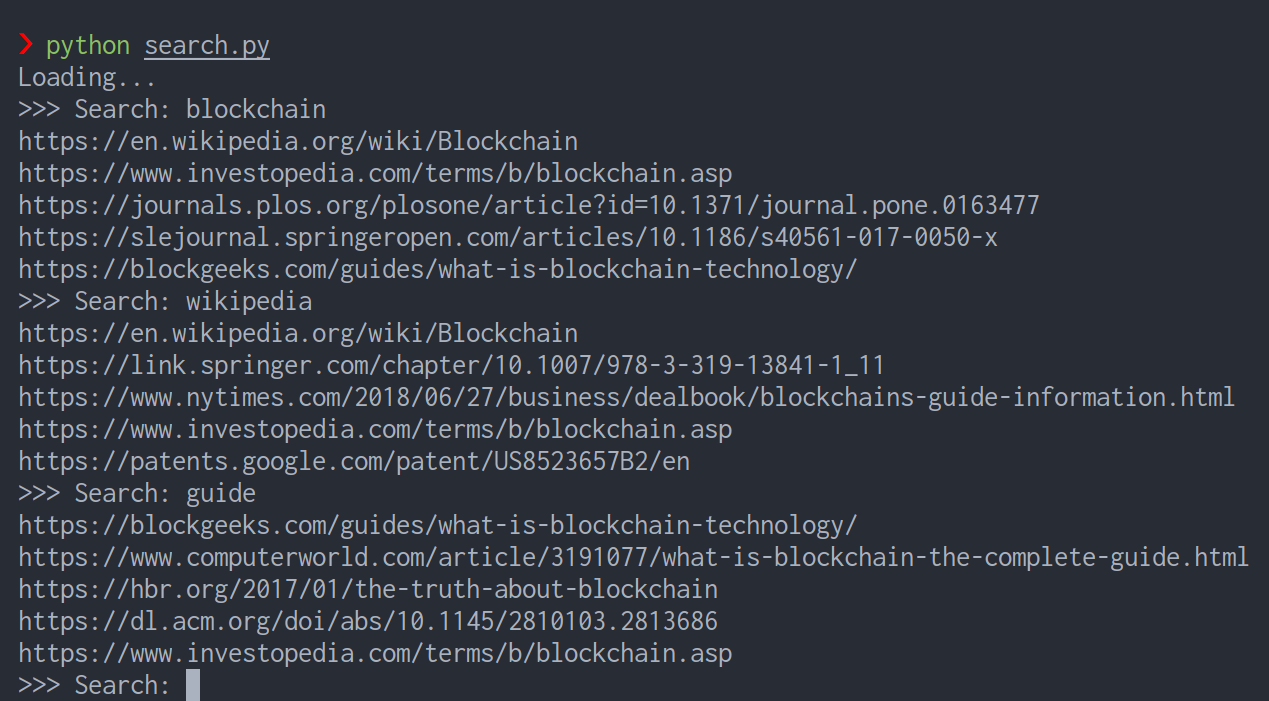 ❯ python search.py
Loading...
>>> Search: blockchain
https://en.wikipedia.org/wiki/Blockchain
https://www.investopedia.com/terms/b/blockchain.asp
https://journals.plos.org/plosone/article?id=10.1371/journal.pone.0163477
https://slejournal.springeropen.com/articles/10.1186/s40561-017-0050-x
https://blockgeeks.com/guides/what-is-blockchain-technology/
>>> Search: wikipedia
https://en.wikipedia.org/wiki/Blockchain
https://link.springer.com/chapter/10.1007/978-3-319-13841-1_11
https://www.nytimes.com/2018/06/27/business/dealbook/blockchains-guide-information.html
https://www.investopedia.com/terms/b/blockchain.asp
https://patents.google.com/patent/US8523657B2/en
>>> Search: guide
https://blockgeeks.com/guides/what-is-blockchain-technology/
https://www.computerworld.com/article/3191077/what-is-blockchain-the-complete-guide.html
https://hbr.org/2017/01/the-truth-about-blockchain
https://dl.acm.org/doi/abs/10.1145/2810103.2813686
https://www.investopedia.com/terms/b/blockchain.asp
>>> Search: